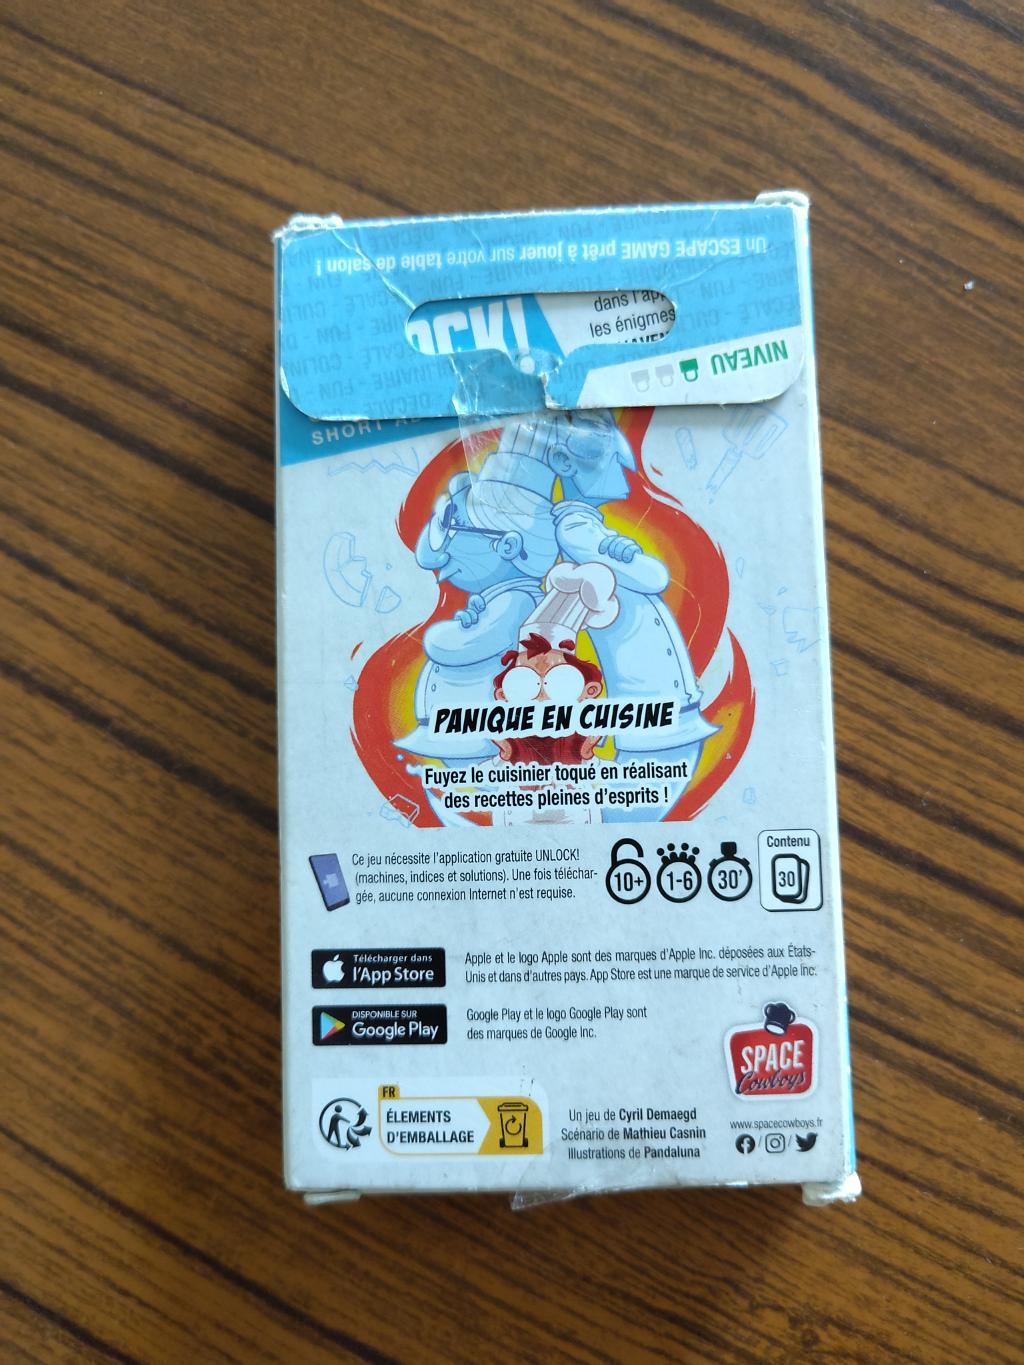 Un ESCAPE GAME prêt à jouer sur votre table de salon !
OCK!
dans l'app
les énigmes
NIVEAU
SHORT
PANIQUE EN CUISINE
Fuyez le cuisinier toqué en réalisant
des recettes pleines d'esprits !
Ce jeu nécessite l'application gratuite UNLOCK!
(machines, indices et solutions). Une fois téléchar-
gée, aucune connexion Internet n'est requise.
10+
1-6
30'
Contenu
30
Télécharger dans
l'App Store
Apple et le logo Apple sont des marques d'Apple Inc. déposées aux États-
Unis et dans d'autres pays. App Store est une marque de service d'Apple Inc.
DISPONIBLE SUR
Google Play
Google Play et le logo Google Play sont
des marques de Google Inc.
SPACE
Cowboys
FR
ÉLEMENTS
D'EMBALLAGE
Un jeu de Cyril Demaegd
Scénario de Mathieu Casnin
Illustrations de Pandaluna
www.spacecowboys.fr